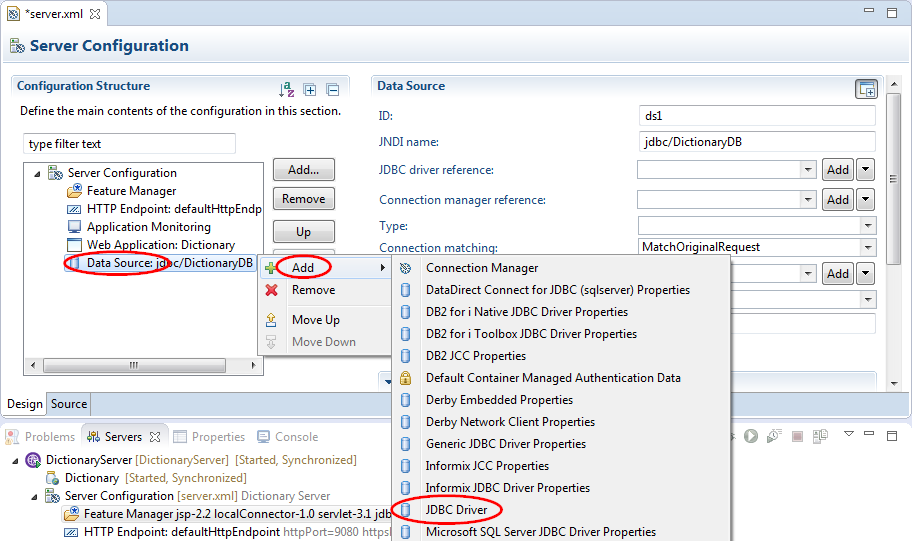 *server.xml
Server Configuration
Configuration Structure
Define the main contents of the configuration in this section.
type filter text
Server Configuration
Feature Manager
HTTP Endpoint: defaultHttpEndp
Application Monitoring
Web Application: Dictionary
Data Source: jdbc/DictionaryDB
Add...
Remove
Up
Data Source
ID: ds1
JNDI name: jdbc/DictionaryDB
JDBC driver reference: Add
Connection manager reference: Add
Type:
Connection matching: MatchOriginalRequest
Add
Add
Remove
Move Up
Move Down
Connection Manager
DataDirect Connect for JDBC (sqlserver) Properties
DB2 for i Native JDBC Driver Properties
DB2 for i Toolbox JDBC Driver Properties
DB2 JCC Properties
Default Container Managed Authentication Data
Derby Embedded Properties
Derby Network Client Properties
Generic JDBC Driver Properties
Informix JCC Properties
Informix JDBC Driver Properties
JDBC Driver
Microsoft SQL Server JDBC Driver Properties
Design Source
Problems Servers Properties Console
DictionaryServer [DictionaryServer] [Started, Synchronized]
Dictionary [Started, Synchronized]
Server Configuration [server.xml] Dictionary Server
Feature Manager jsp-2.2 localConnector-1.0 servlet-3.1 jdb
HTTP Endpoint: defaultHttpEndpoint httpPort=9080